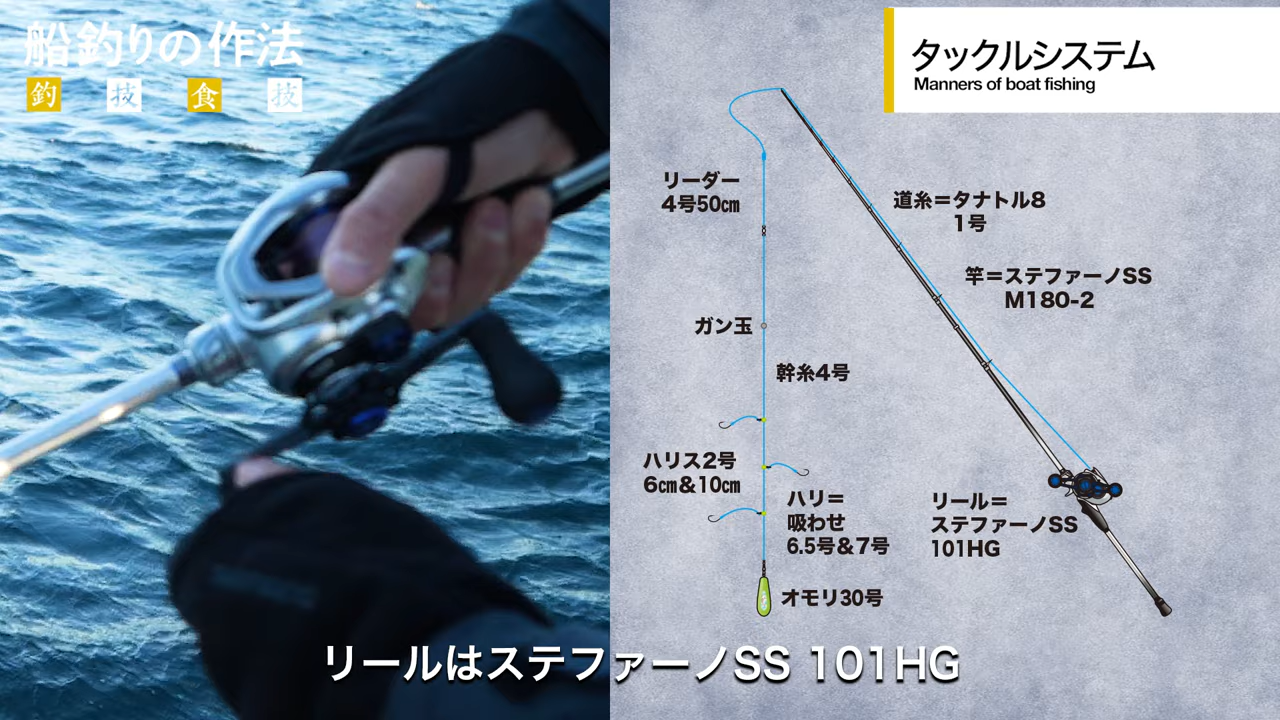 船釣りの作法
釣 技 食 技
タックルシステム
Manners of boat fishing
リーダー
4号50㎝
道糸＝タナトル8
1号
竿＝ステファーノSS
M180-2
ガン玉
幹糸4号
ハリス2号
6㎝＆10㎝
ハリ＝
吸わせ
6.5号＆7号
リール＝
ステファーノSS
101HG
オモリ30号
リールはステファーノSS 101HG